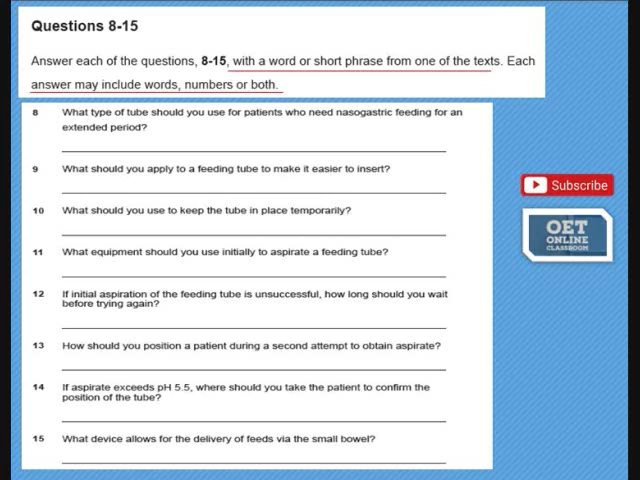 Questions 8-15
Answer each of the questions, 8-15, with a word or short phrase from one of the texts. Each
answer may include words, numbers or both.
8 What type of tube should you use for patients who need nasogastric feeding for an
extended period?
9 What should you apply to a feeding tube to make it easier to insert?
10 What should you use to keep the tube in place temporarily?
Subscribe
OET
ONLINE
CLASSROOM
11 What equipment should you use initially to aspirate a feeding tube?
12 If initial aspiration of the feeding tube is unsuccessful, how long should you wait
before trying again?
13 How should you position a patient during a second attempt to obtain aspirate?
14 If aspirate exceeds pH 5.5, where should you take the patient to confirm the
position of the tube?
15 What device allows for the delivery of feeds via the small bowel?